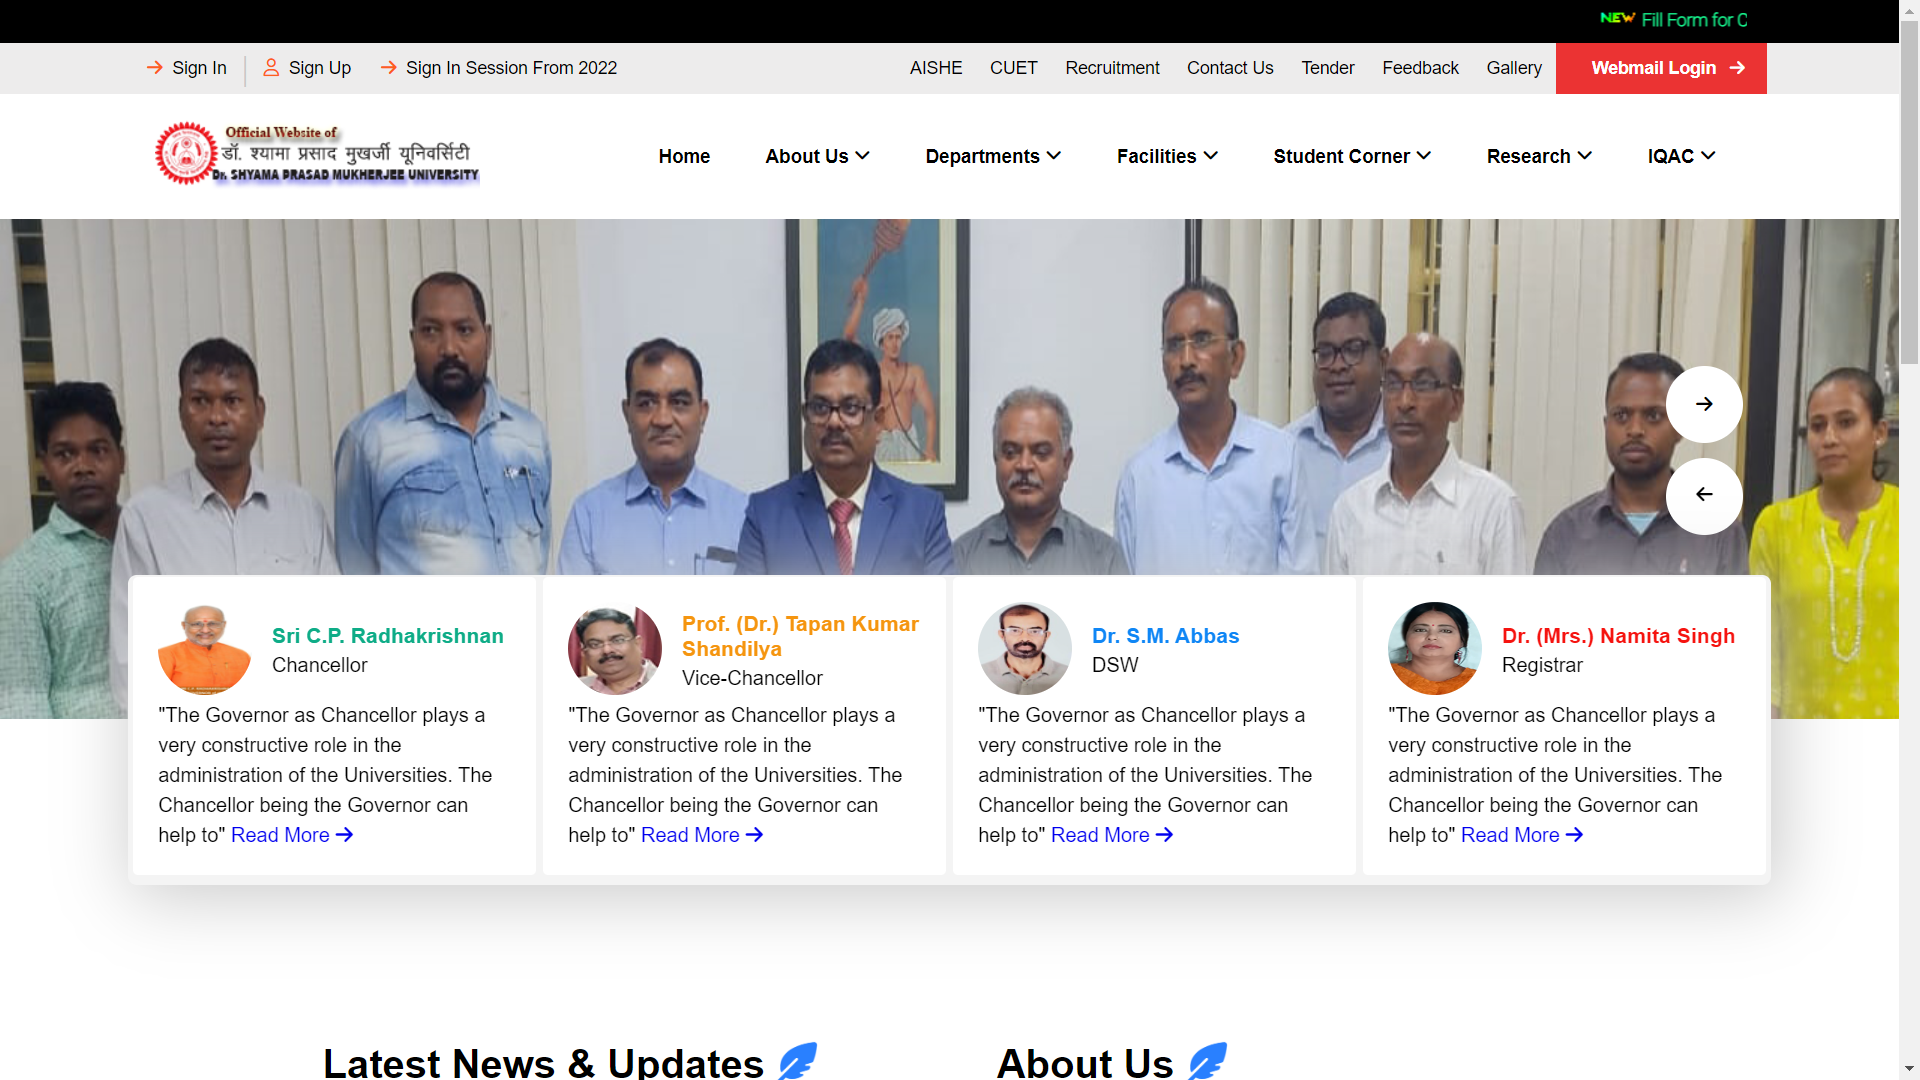 NEW Fill Form for C
Sign In
Sign Up
Sign In Session From 2022
AISHE
CUET
Recruitment
Contact Us
Tender
Feedback
Gallery
Webmail Login
Official Website of
डॉ. श्यामा प्रसाद मुखर्जी यूनिवर्सिटी
Dr. SHYAMA PRASAD MUKHERJEE UNIVERSITY
Home
About Us
Departments
Facilities
Student Corner
Research
IQAC
Sri C.P. Radhakrishnan
Chancellor
"The Governor as Chancellor plays a
very constructive role in the
administration of the Universities. The
Chancellor being the Governor can
help to" Read More
Prof. (Dr.) Tapan Kumar
Shandilya
Vice-Chancellor
"The Governor as Chancellor plays a
very constructive role in the
administration of the Universities. The
Chancellor being the Governor can
help to" Read More
Dr. S.M. Abbas
DSW
"The Governor as Chancellor plays a
very constructive role in the
administration of the Universities. The
Chancellor being the Governor can
help to" Read More
Dr. (Mrs.) Namita Singh
Registrar
"The Governor as Chancellor plays a
very constructive role in the
administration of the Universities. The
Chancellor being the Governor can
help to" Read More
Latest News & Updates
About Us